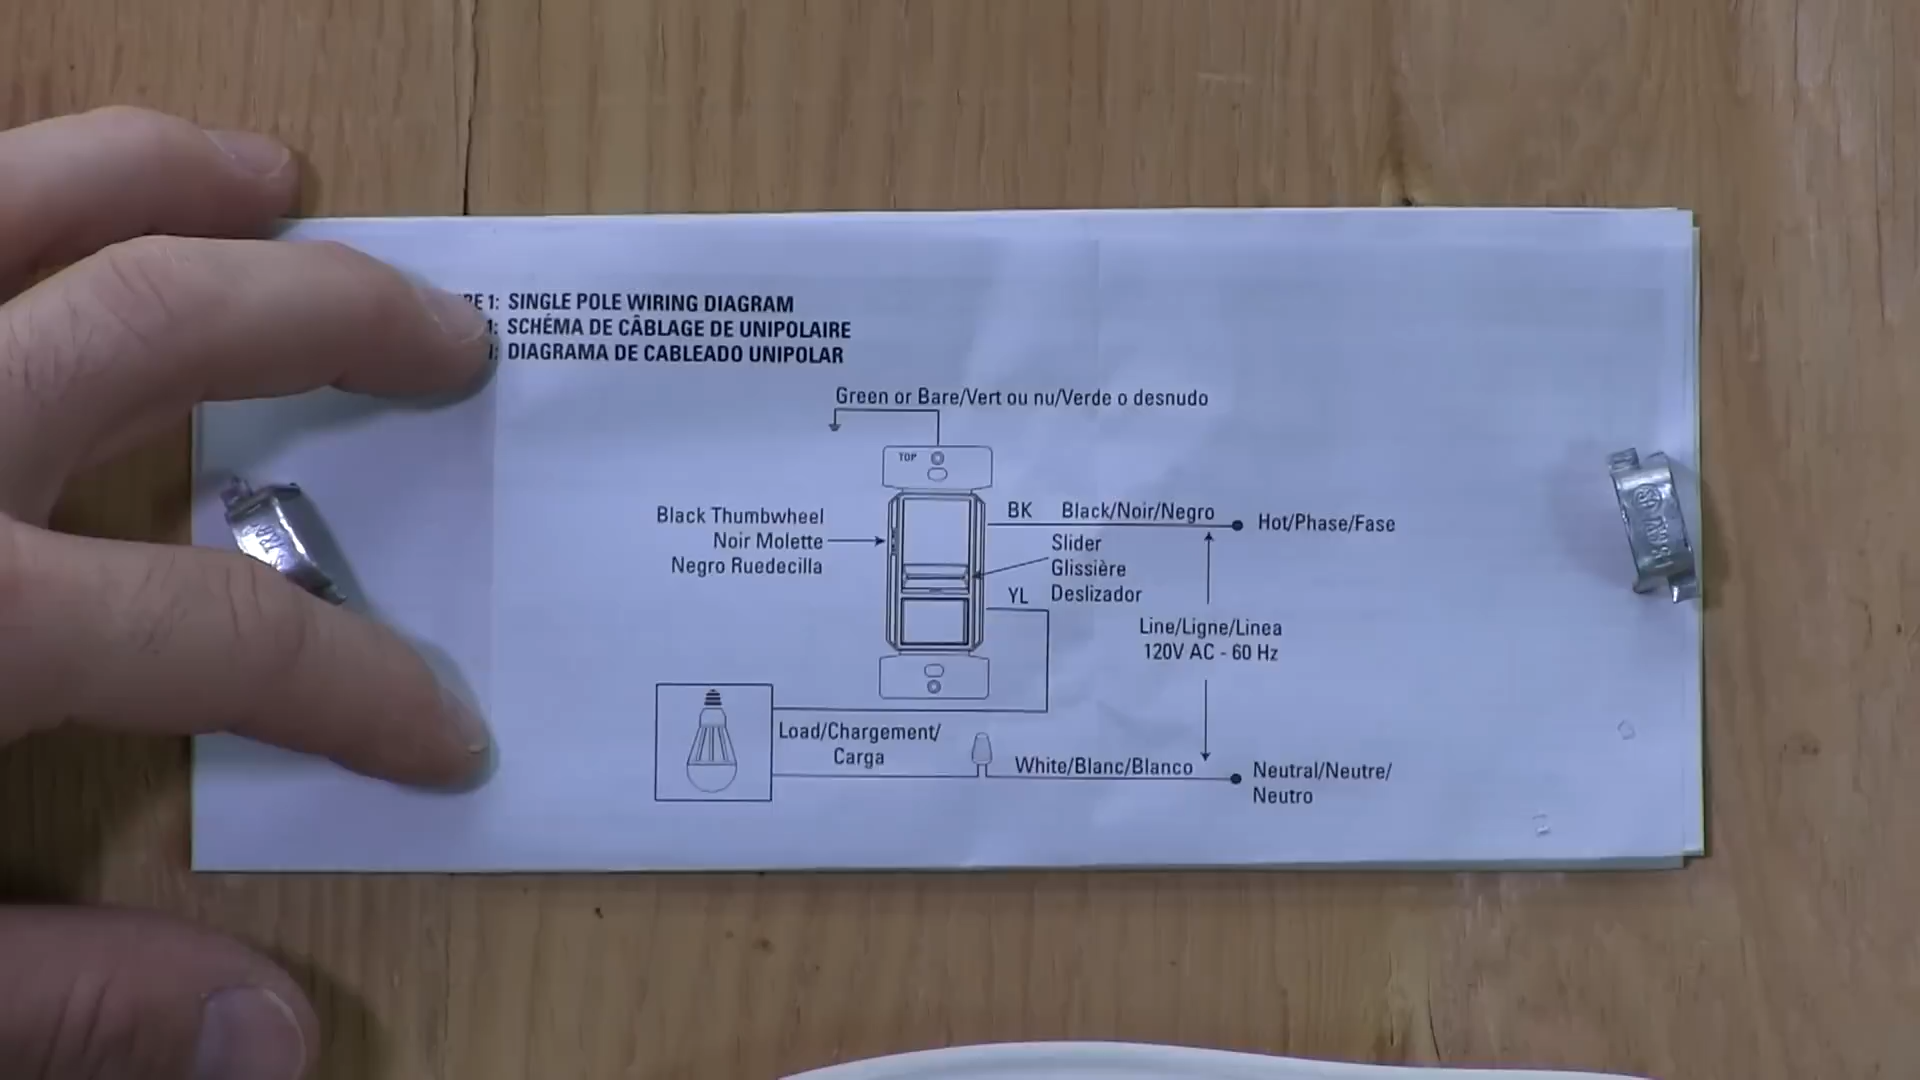 1: SINGLE POLE WIRING DIAGRAM
1: SCHÉMA DE CÂBLAGE DE UNIPOLAIRE
1: DIAGRAMA DE CABLEADO UNIPOLAR
Green or Bare/Vert ou nu/Verde o desnudo
TOP
Black Thumbwheel
Noir Molette
Negro Ruedecilla
BK Black/Noir/Negro
Hot/Phase/Fase
Slider
Glissière
Deslizador
YL
Line/Ligne/Linea
120V AC - 60 Hz
Load/Chargement/
Carga
White/Blanc/Blanco
Neutral/Neutre/
Neutro